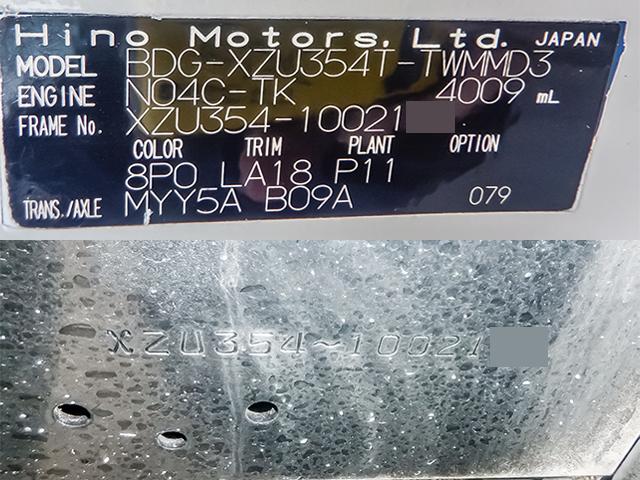 Hino Motors, Ltd. JAPAN
MODEL BDG-XZU354T-TWMMD3
ENGINE N04C-TK 4009 mL
FRAME No. XZU354-10021
COLOR TRIM PLANT OPTION
8P0 LA18 P11
TRANS./AXLE MYY5A B09A 079
XZU354-10021